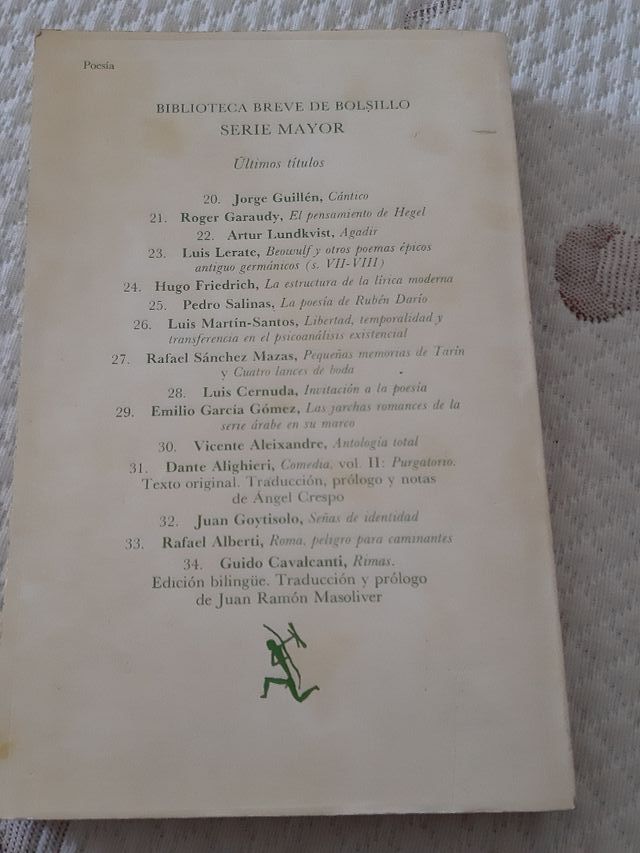 Poesía
BIBLIOTECA BREVE DE BOLSILLO
SERIE MAYOR
Últimos títulos
20. Jorge Guillén, Cántico
21. Roger Garaudy, El pensamiento de Hegel
22. Artur Lundkvist, Agadir
23. Luis Lerate, Beowulf y otros poemas épicos
antiguo germánicos (s. VII-VIII)
24. Hugo Friedrich, La estructura de la lírica moderna
25. Pedro Salinas, La poesía de Rubén Darío
26. Luis Martín-Santos, Libertad, temporalidad y
transferencia en el psicoanálisis existencial
27. Rafael Sánchez Mazas, Pequeñas memorias de Tarín
y Cuatro lances de boda
28. Luis Cernuda, Invitación a la poesía
29. Emilio García Gómez, Las jarchas romances de la
serie árabe en su marco
30. Vicente Aleixandre, Antología total
31. Dante Alighieri, Comedia, vol. II: Purgatorio.
Texto original. Traducción, prólogo y notas
de Ángel Crespo
32. Juan Goytisolo, Señas de identidad
33. Rafael Alberti, Roma, peligro para caminantes
34. Guido Cavalcanti, Rimas.
Edición bilingüe. Traducción y prólogo
de Juan Ramón Masoliver